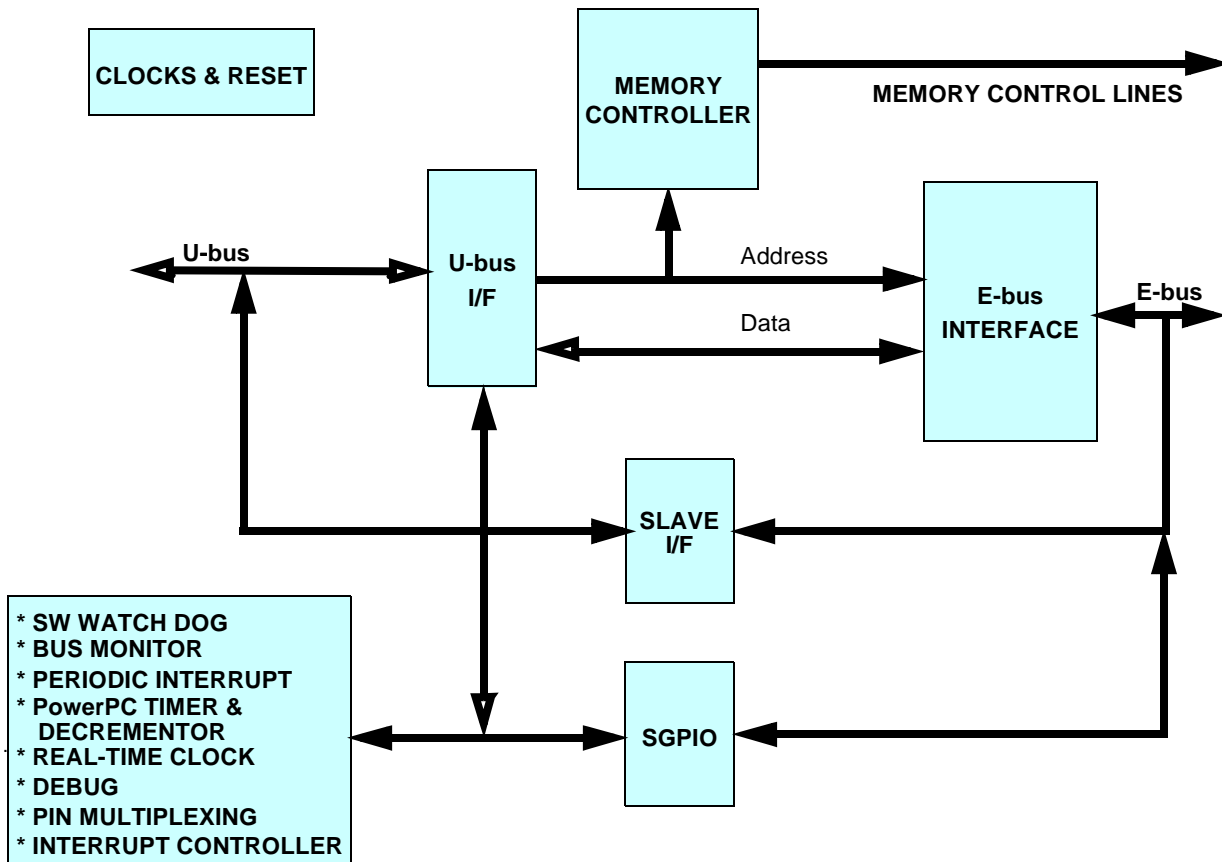 CLOCKS & RESET
MEMORY
CONTROLLER
MEMORY CONTROL LINES
U-bus
U-bus
I/F
Address
Data
E-bus
INTERFACE
E-bus
SLAVE
I/F
* SW WATCH DOG
* BUS MONITOR
* PERIODIC INTERRUPT
* PowerPC TIMER &
DECREMENTOR
* REAL-TIME CLOCK
* DEBUG
* PIN MULTIPLEXING
* INTERRUPT CONTROLLER
SGPIO